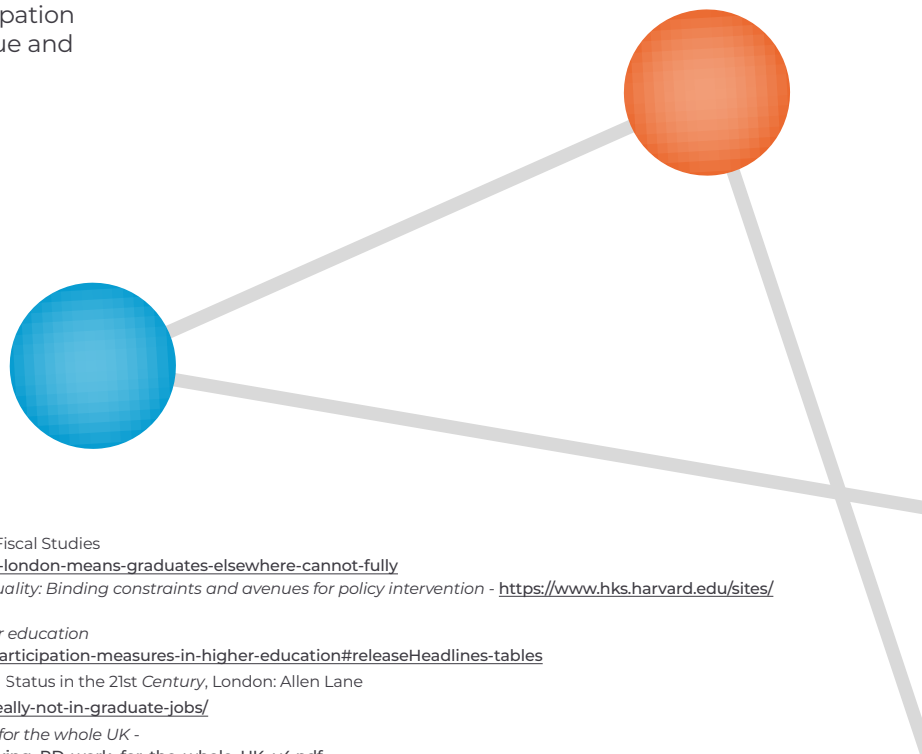 ipation
ue and
Fiscal Studies
-london-means-graduates-elsewhere-cannot-fully
uality: Binding constraints and avenues for policy intervention - https://www.hks.harvard.edu/sites/
r education
articipation-measures-in-higher-education#releaseHeadlines-tables
Status in the 21st Century, London: Allen Lane
eally-not-in-graduate-jobs/
for the whole UK -